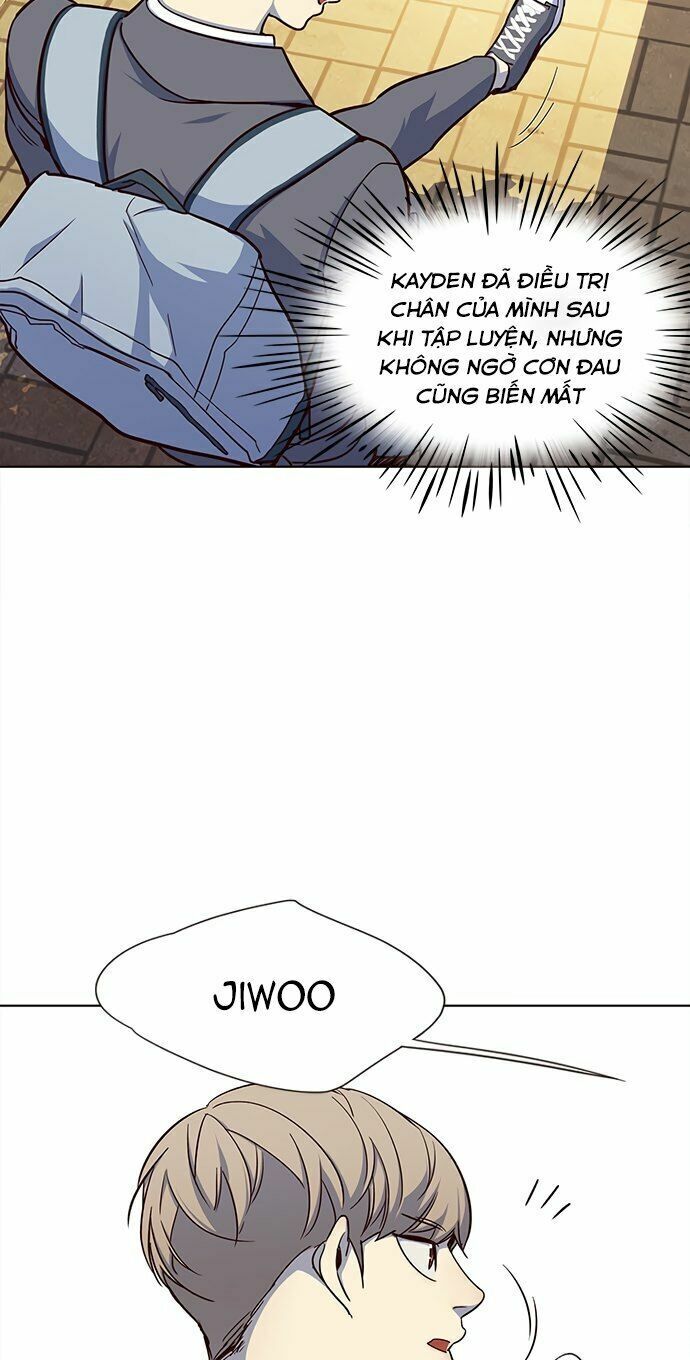 KAYDEN ĐÃ ĐIỀU TRỊ
CHÂN CỦA MÌNH SAU
KHI TẬP LUYỆN, NHƯNG
KHÔNG NGỜ CƠN ĐAU
CŨNG BIẾN MẤT
JIWOO